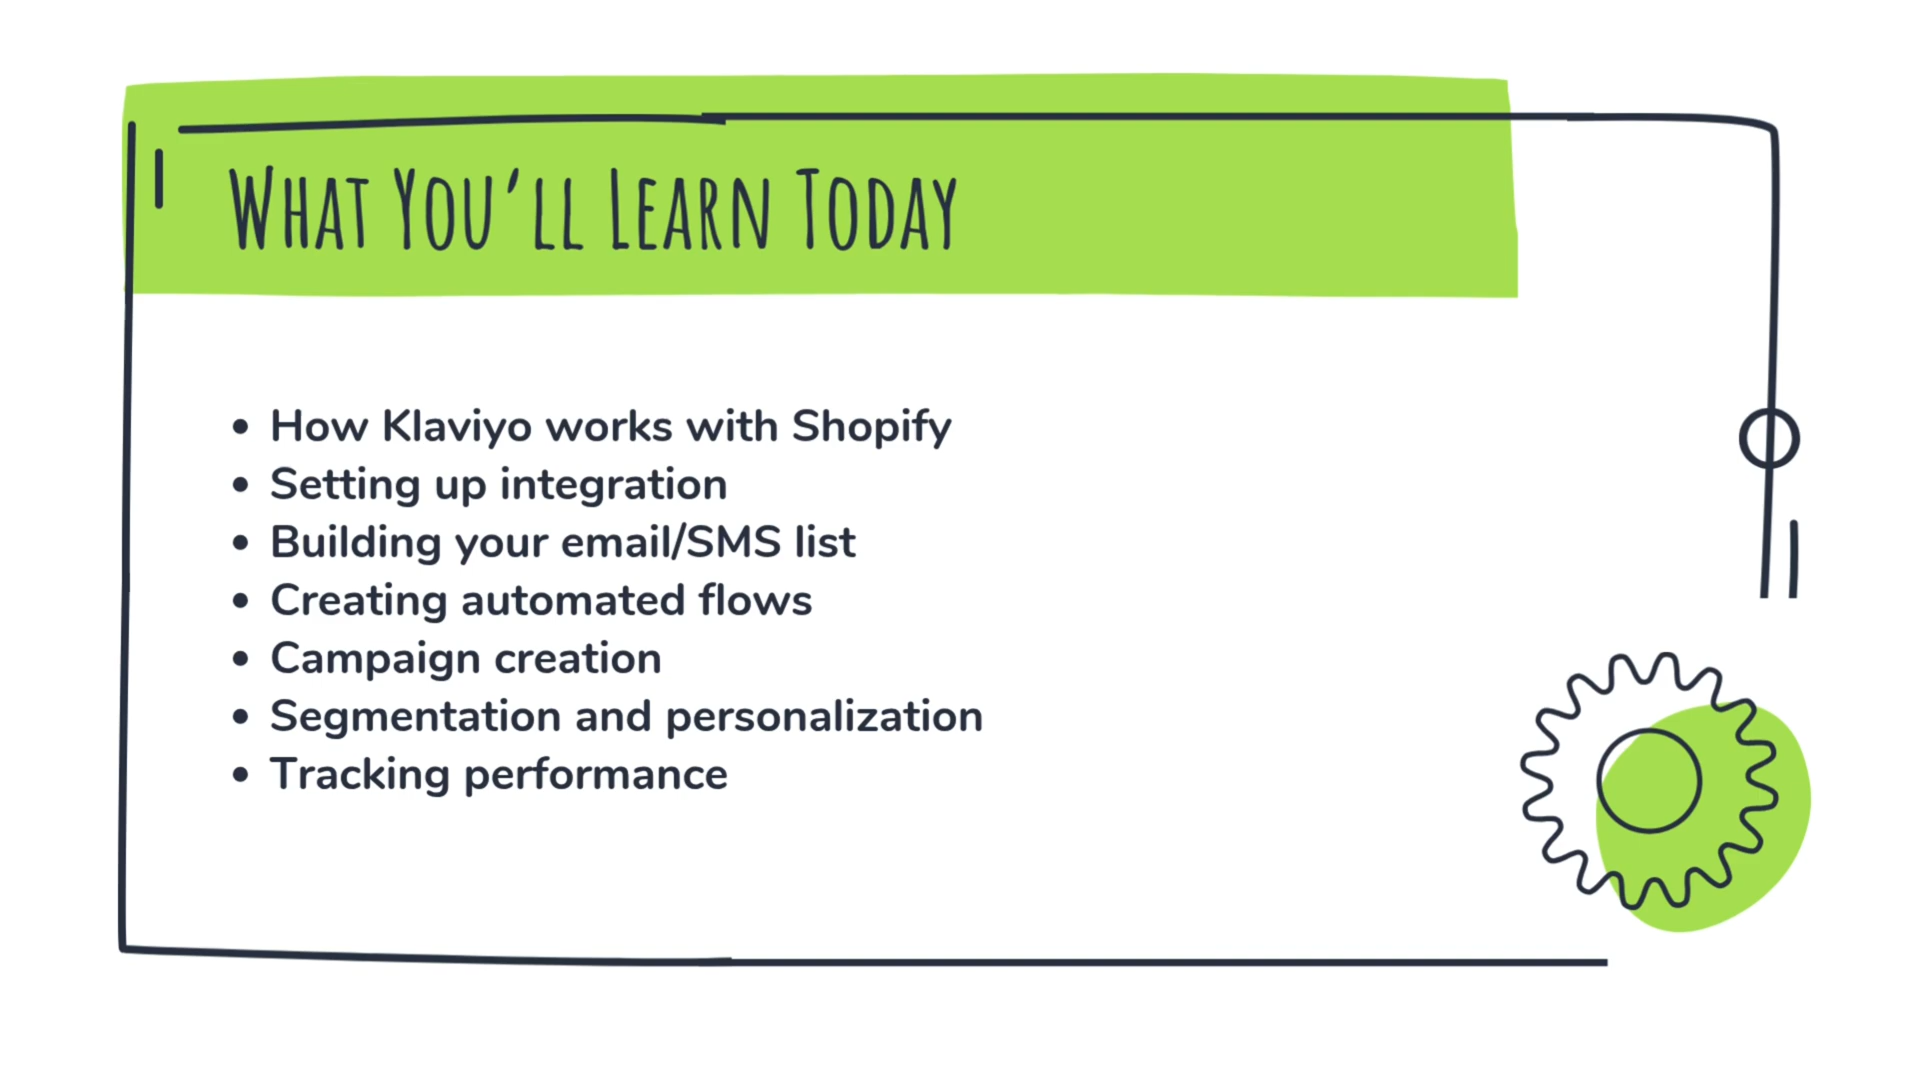 What You’ll Learn Today
• How Klaviyo works with Shopify
• Setting up integration
• Building your email/SMS list
• Creating automated flows
• Campaign creation
• Segmentation and personalization
• Tracking performance